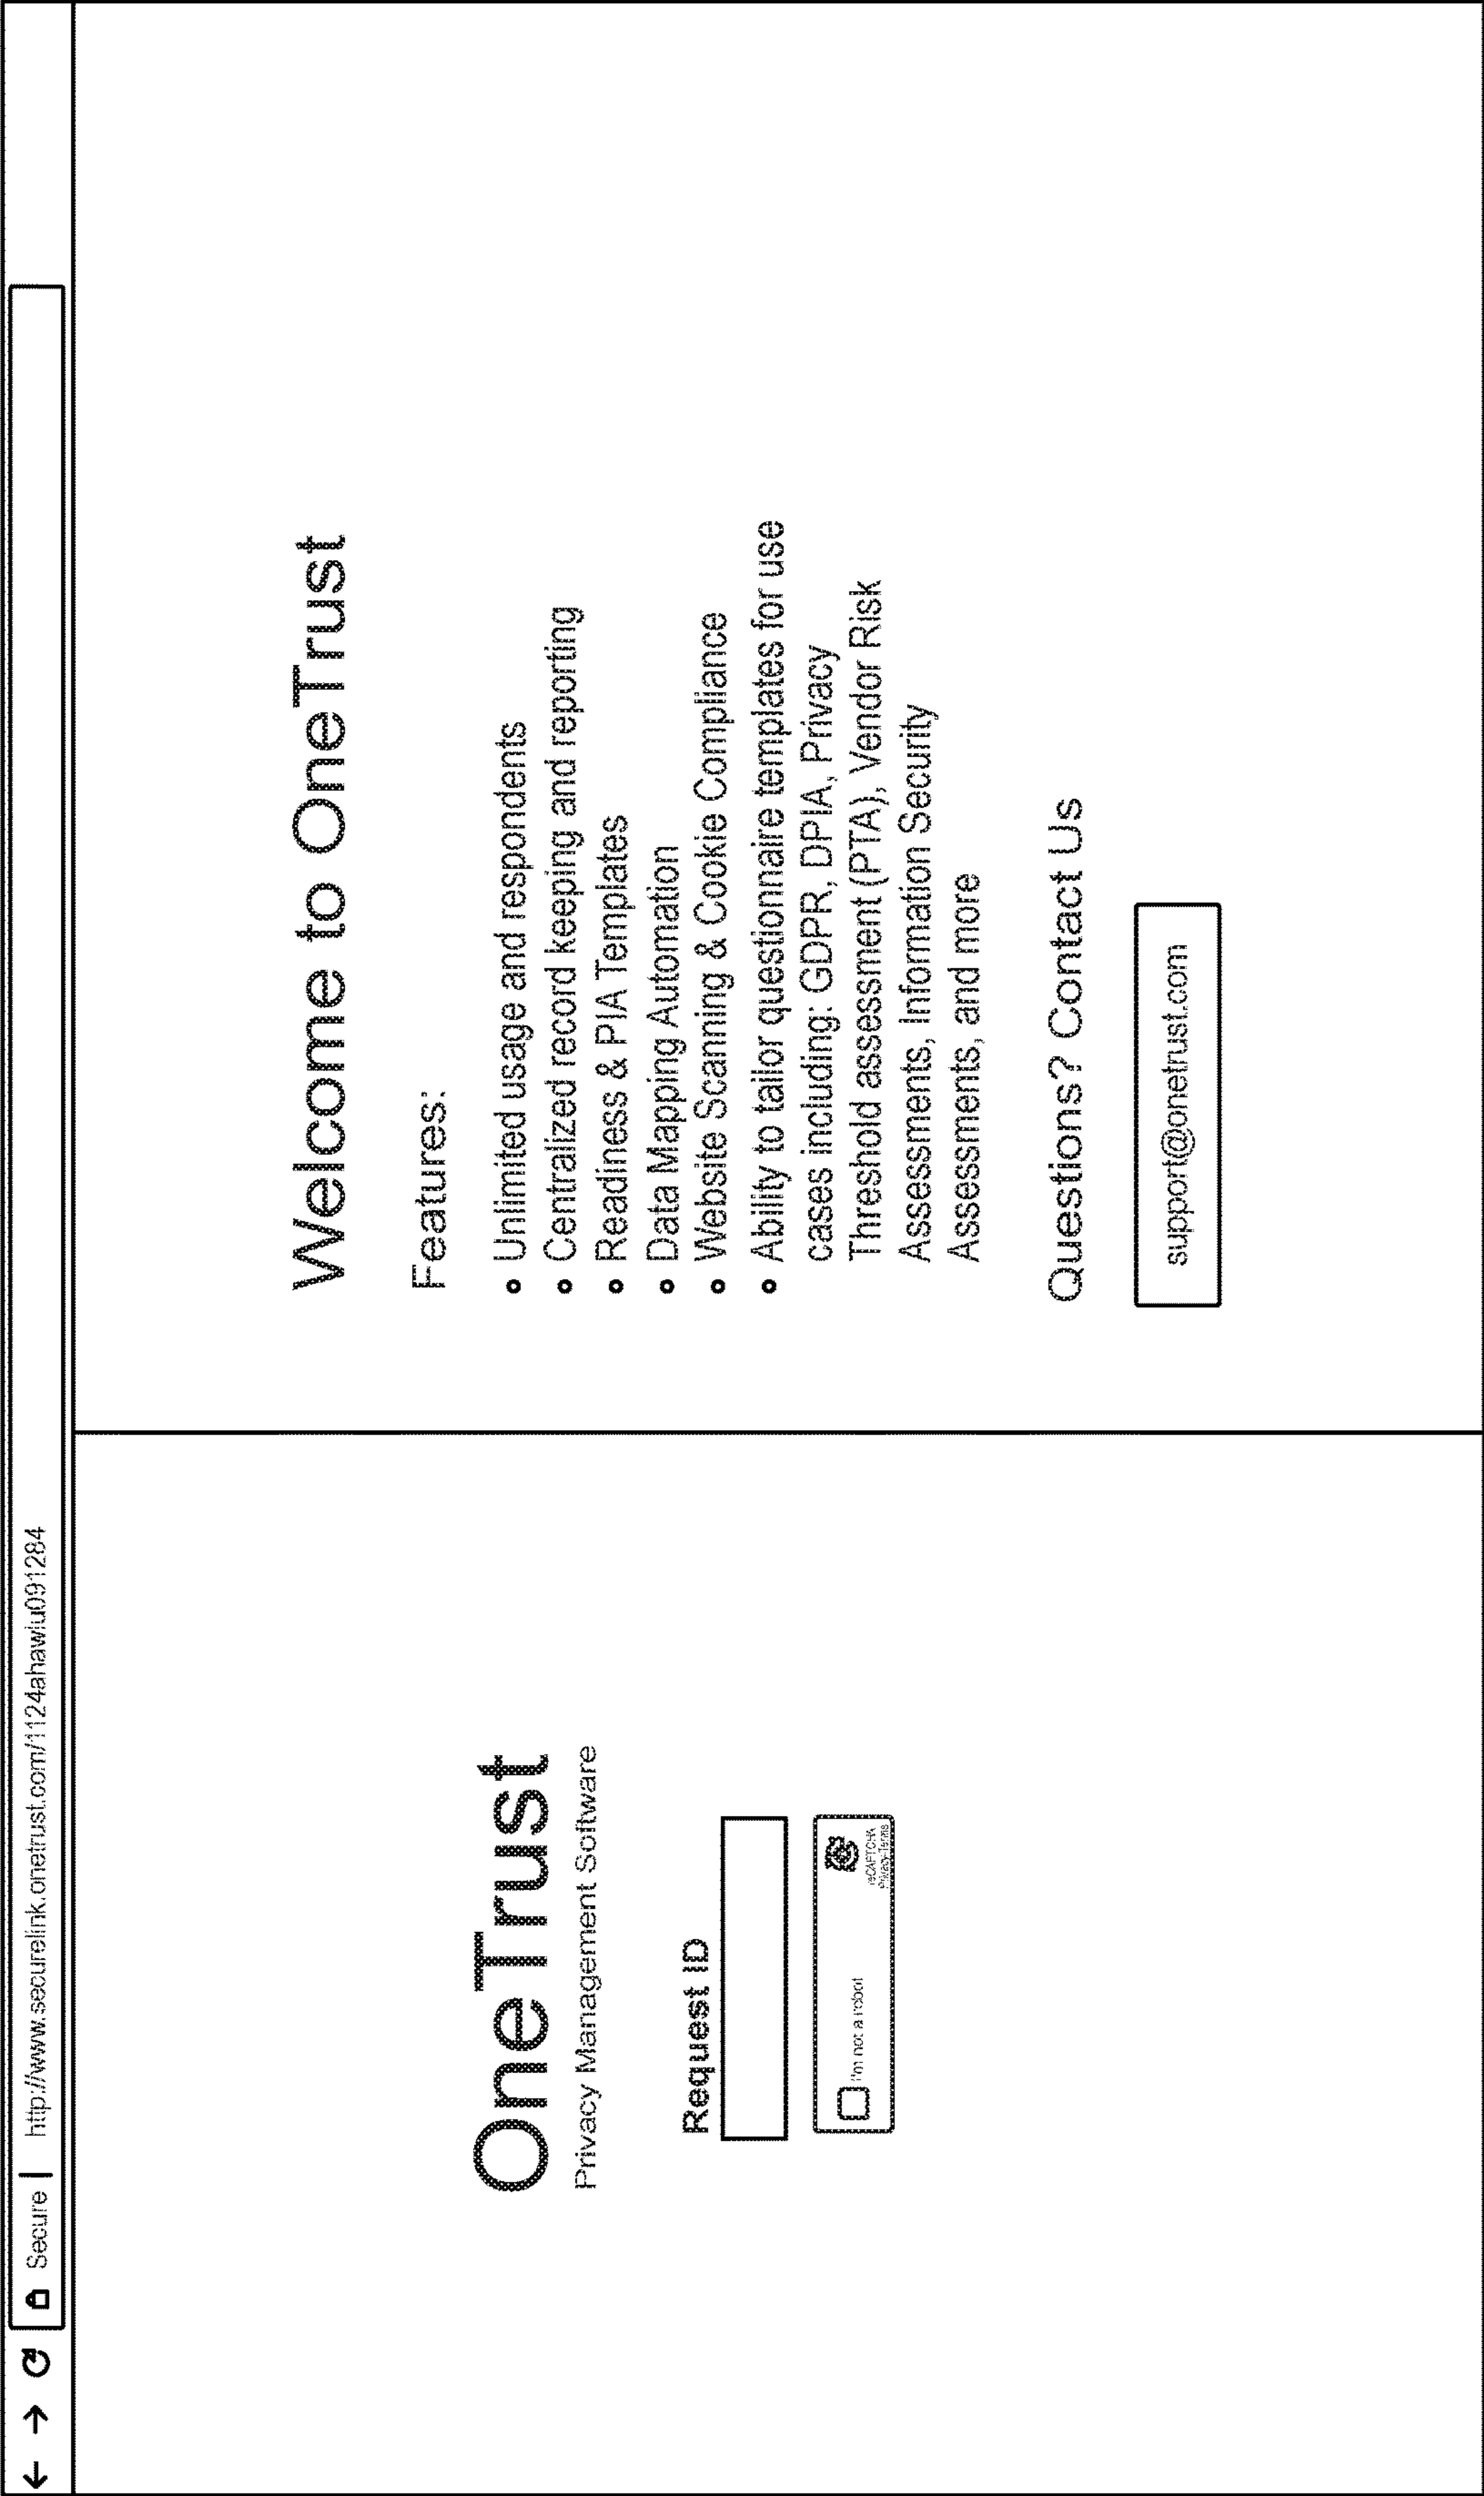 Secure | http://www.securelink.onetrust.com/1124ahawiu091284
OneTrust
Privacy Management Software
Request ID
I'm not a robot
reCAPTCHA
Privacy-Terms
Welcome to OneTrust
Features:
Unlimited usage and respondents
Centralized record keeping and reporting
Readiness & PIA Templates
Data Mapping Automation
Website Scanning & Cookie Compliance
Ability to tailor questionnaire templates for use
cases including: GDPR, DPIA, Privacy
Threshold assessment (PTA), Vendor Risk
Assessments, Information Security
Assessments, and more
Questions? Contact Us
support@onetrust.com